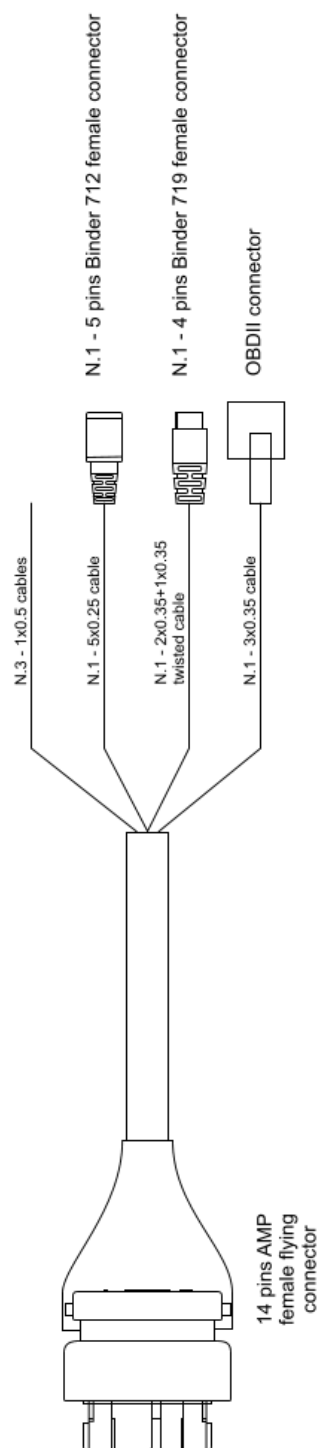 N.3 - 1x0.5 cables
N.1 - 5x0.25 cable
N.1 - 5 pins Binder 712 female connector
N.1 - 2x0.35+1x0.35
twisted cable
N.1 - 4 pins Binder 719 female connector
N.1 - 3x0.35 cable
OBDII connector
14 pins AMP
female flying
connector